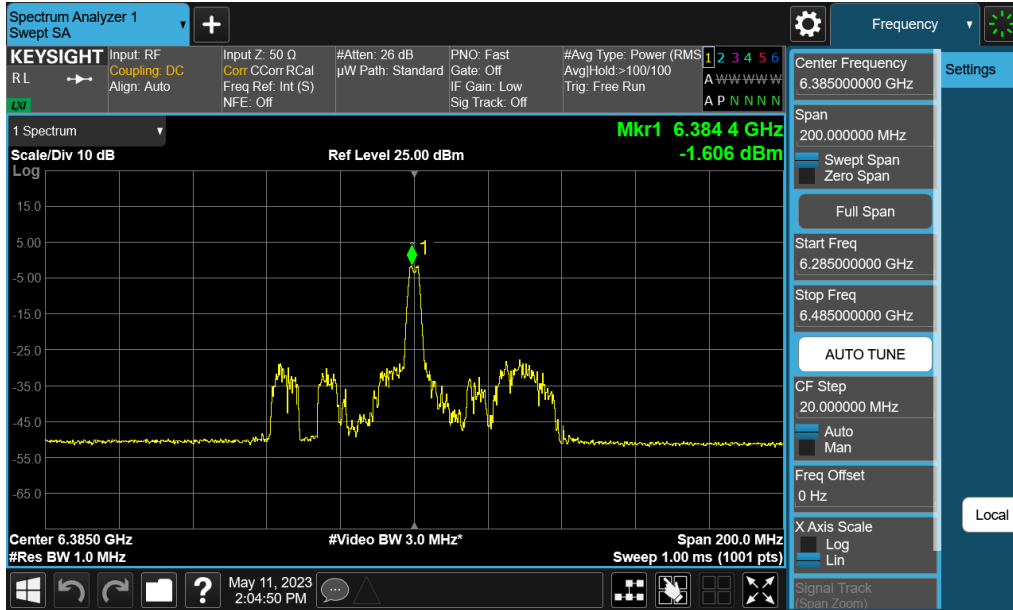 Spectrum Analyzer 1
Swept SA
+
Frequency
KEYSIGHT
R L
LXI
Input: RF
Coupling: DC
Align: Auto
Input Z: 50 Ω
Corr CCorr RCal
Freq Ref: Int (S)
NFE: Off
#Atten: 26 dB
µW Path: Standard
PNO: Fast
Gate: Off
IF Gain: Low
Sig Track: Off
#Avg Type: Power (RMS
Avg|Hold:>100/100
Trig: Free Run
1 2 3 4 5 6
A W W W W W
A P N N N N
1 Spectrum
Mkr1 6.384 4 GHz
-1.606 dBm
Scale/Div 10 dB
Ref Level 25.00 dBm
Log
15.0
5.00
-5.00
-15.0
-25.0
-35.0
-45.0
-55.0
-65.0
1
Center 6.3850 GHz
#Video BW 3.0 MHz*
Span 200.0 MHz
#Res BW 1.0 MHz
Sweep 1.00 ms (1001 pts)
?
May 11, 2023
2:04:50 PM
Center Frequency
6.385000000 GHz
Span
200.000000 MHz
Swept Span
Zero Span
Full Span
Start Freq
6.285000000 GHz
Stop Freq
6.485000000 GHz
AUTO TUNE
CF Step
20.000000 MHz
Auto
Man
Freq Offset
0 Hz
X Axis Scale
Log
Lin
Signal Track
(Span Zoom)
Settings
Local